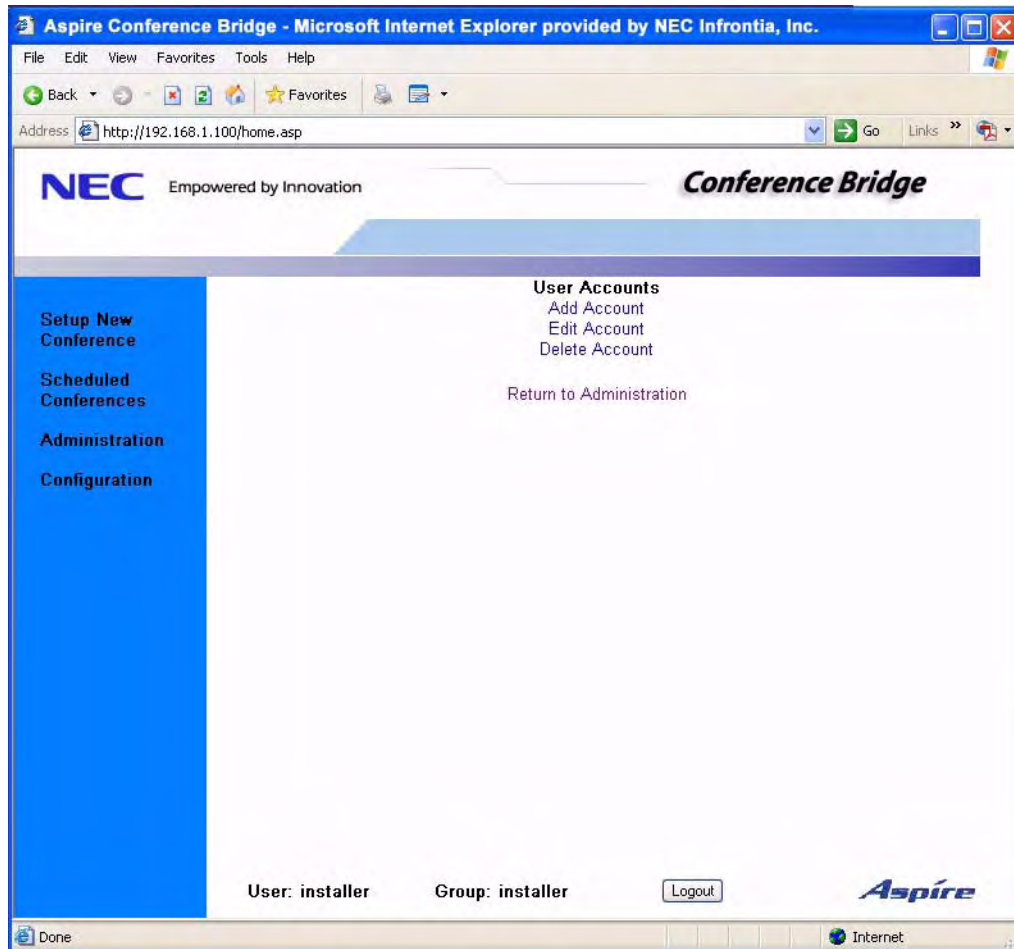 Aspire Conference Bridge - Microsoft Internet Explorer provided by NEC Infrontia, Inc.
File Edit View Favorites Tools Help
Back Favorites
Address http://192.168.1.100/home.asp Go Links »
NEC Empowered by Innovation Conference Bridge
User Accounts
Add Account
Edit Account
Delete Account
Return to Administration
Setup New
Conference
Scheduled
Conferences
Administration
Configuration
User: installer Group: installer Logout Aspire
Done Internet